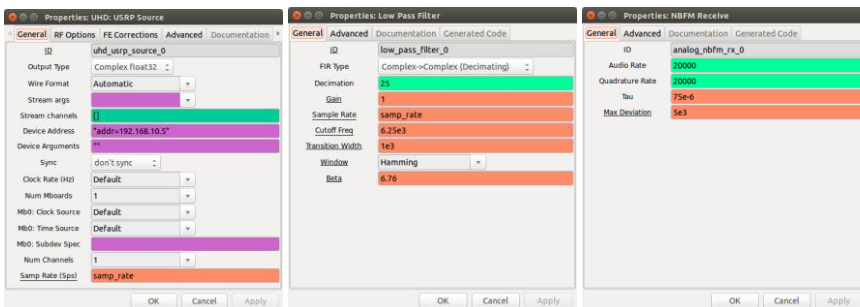 Properties: UHD: USRP Source
General RF Options FE Corrections Advanced Documentation
ID uhd_usrp_source_0
Output Type Complex float32
Wire Format Automatic
Stream args
Stream channels []
Device Address "addr=192.168.10.5"
Device Arguments ""
Sync don't sync
Clock Rate (Hz) Default
Num Mboards 1
Mb0: Clock Source Default
Mb0: Time Source Default
Mb0: Subdev Spec
Num Channels 1
Samp Rate (Sps) samp_rate
OK Cancel Apply
Properties: Low Pass Filter
General Advanced Documentation Generated Code
ID low_pass_filter_0
FIR Type Complex->Complex (Decimating)
Decimation 25
Gain 1
Sample Rate samp_rate
Cutoff Freq 6.25e3
Transition Width 1e3
Window Hamming
Beta 6.76
OK Cancel Apply
Properties: NBFM Receive
General Advanced Documentation Generated Code
ID analog_nbfm_rx_0
Audio Rate 20000
Quadrature Rate 20000
Tau 75e-6
Max Deviation 5e3
OK Cancel Apply